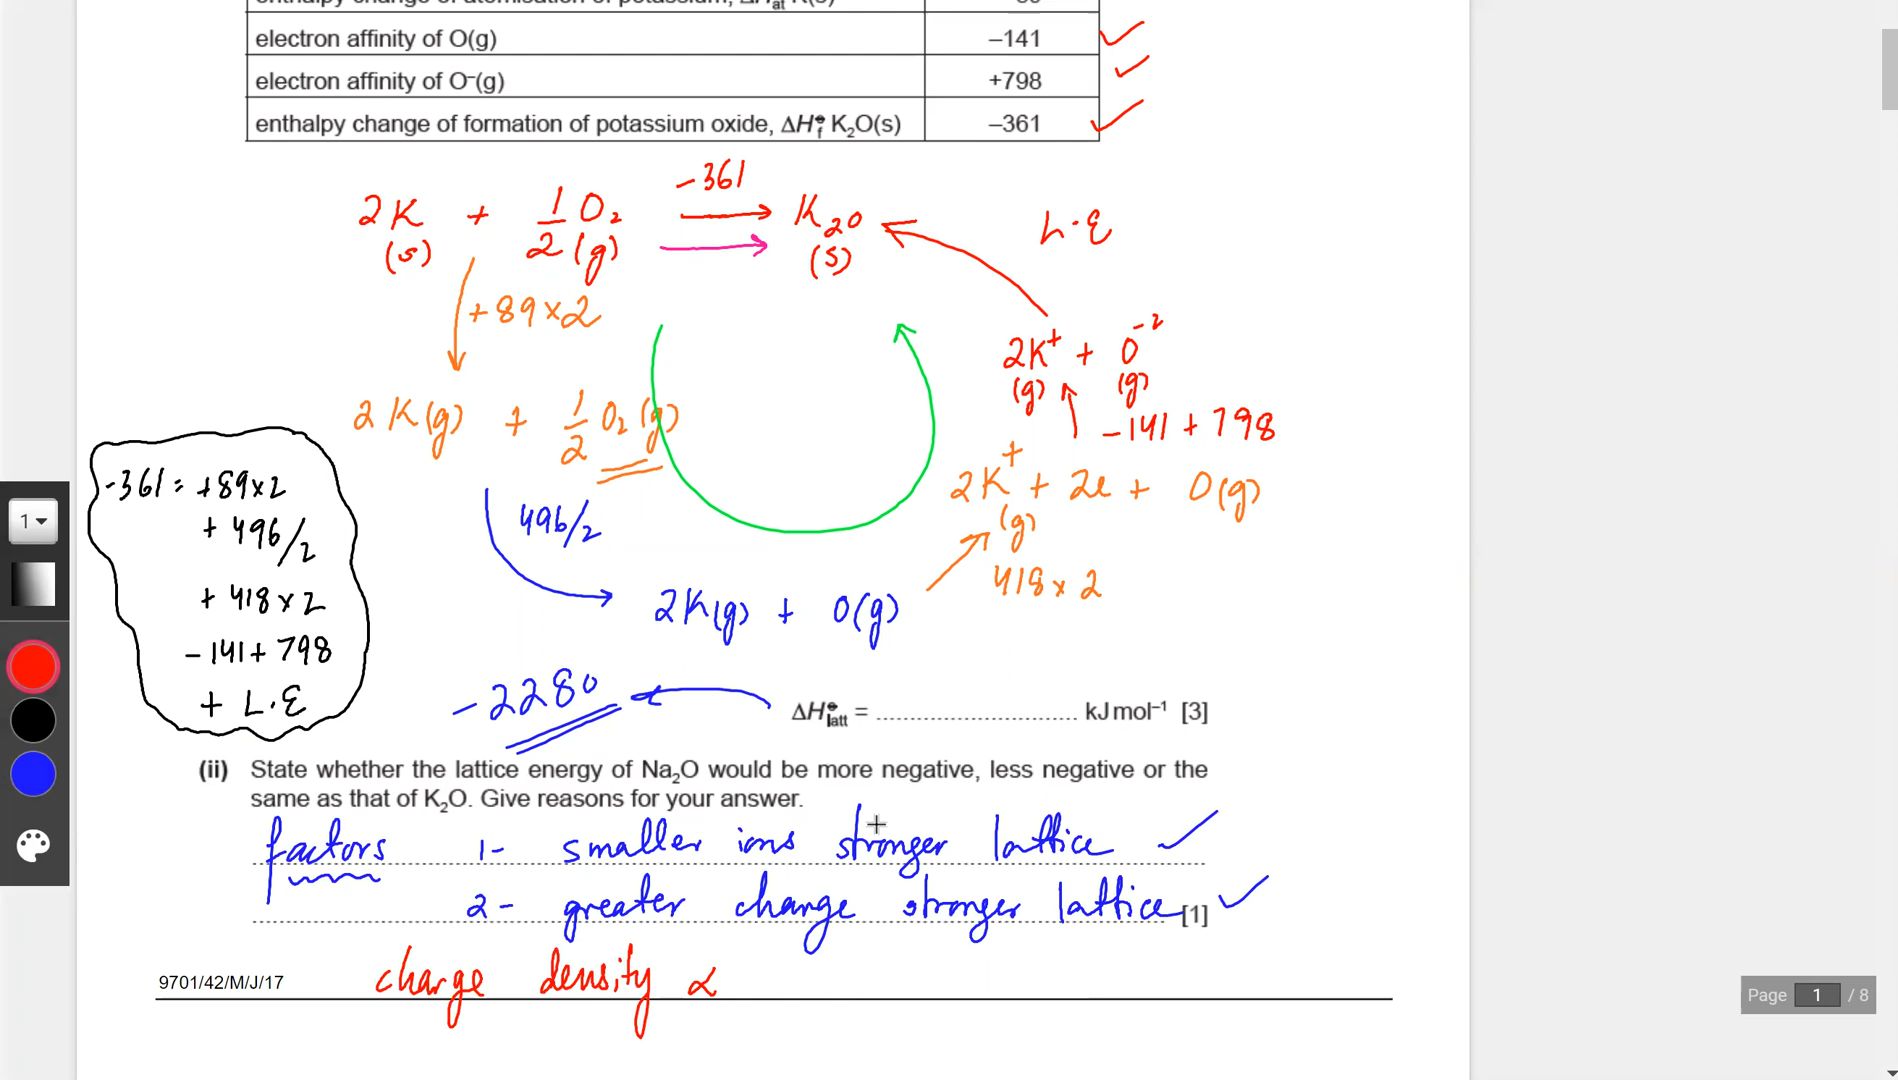 electron affinity of O(g) –141
electron affinity of O⁻(g) +798
enthalpy change of formation of potassium oxide, ΔH⦵f K₂O(s) –361
-361
2K + 1/2 O₂ → K₂O L.E
(s) (g) (s)
+89×2
2K⁺ + O⁻²
(g) (g)
-141 + 798
2K(g) + 1/2 O₂(g)
2K⁺ + 2e + O(g)
(g)
418×2
496/2
2K(g) + O(g)
-361 = +89×2
+ 496/2
+ 418×2
- 141 + 798
+ L.E
-2280
ΔH⦵latt = .............................. kJ mol⁻¹ [3]
(ii) State whether the lattice energy of Na₂O would be more negative, less negative or the
same as that of K₂O. Give reasons for your answer.
factors 1- smaller ions stronger lattice
2- greater charge stronger lattice [1]
charge density ∝
9701/42/M/J/17
1
Page 1 / 8